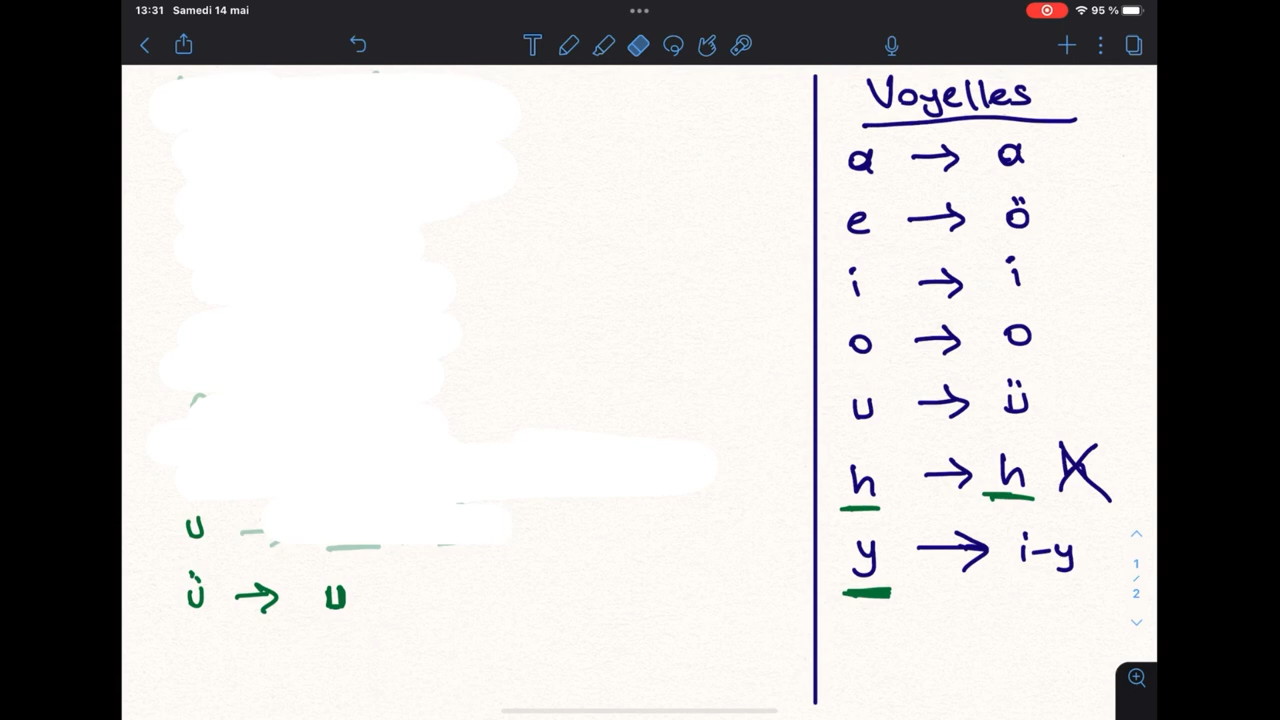 13:31 Samedi 14 mai
95 %
Voyelles
a → a
e → ö
i → i
o → o
u → ü
h → h
y → i-y
u
ü → u
1
/
2